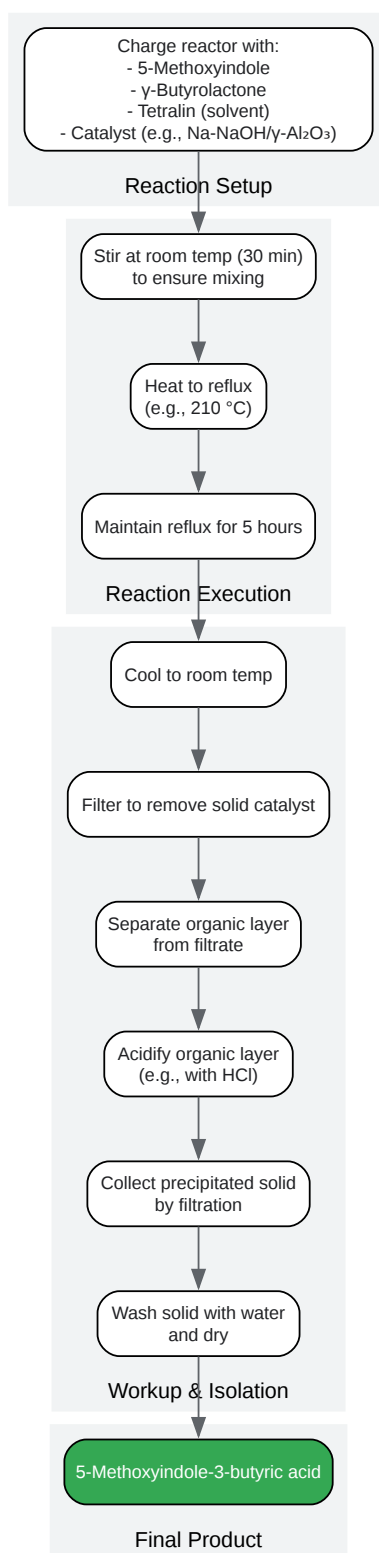 Charge reactor with:
- 5-Methoxyindole
- γ-Butyrolactone
- Tetralin (solvent)
- Catalyst (e.g., Na-NaOH/γ-Al₂O₃)
Reaction Setup
Stir at room temp (30 min)
to ensure mixing
Heat to reflux
(e.g., 210 °C)
Maintain reflux for 5 hours
Reaction Execution
Cool to room temp
Filter to remove solid catalyst
Separate organic layer
from filtrate
Acidify organic layer
(e.g., with HCl)
Collect precipitated solid
by filtration
Wash solid with water
and dry
Workup & Isolation
5-Methoxyindole-3-butyric acid
Final Product